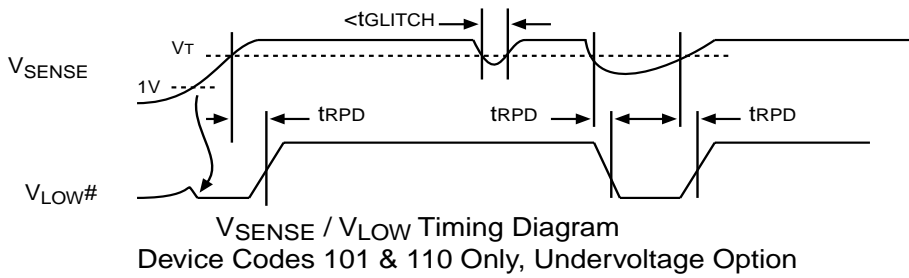 <tGLITCH
VT
VSENSE
1V
tRPD
tRPD
tRPD
VLOW#
VSENSE / VLOW Timing Diagram
Device Codes 101 & 110 Only, Undervoltage Option